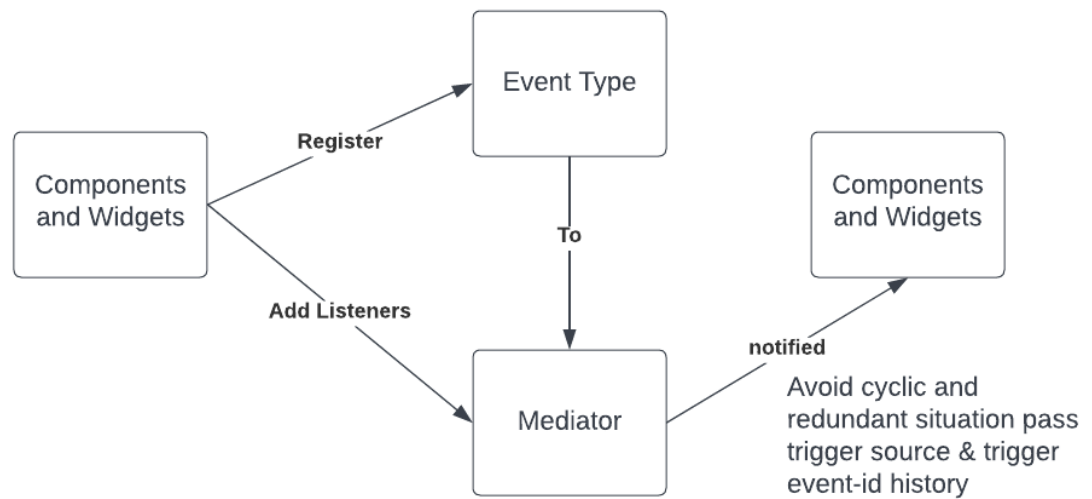 Event Type
Register
Components
and Widgets
Components
and Widgets
To
Add Listeners
notified
Mediator
Avoid cyclic and
redundant situation pass
trigger source & trigger
event-id history